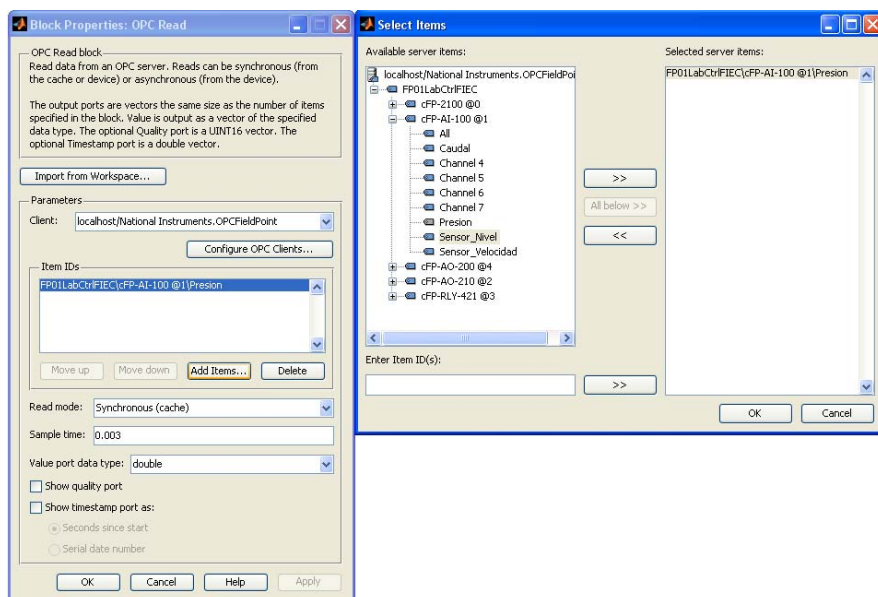 Block Properties: OPC Read
OPC Read block
Read data from an OPC server. Reads can be synchronous (from
the cache or device) or asynchronous (from the device).
The output ports are vectors the same size as the number of items
specified in the block. Value is output as a vector of the specified
data type. The optional Quality port is a UINT16 vector. The
optional Timestamp port is a double vector.
Import from Workspace...
Parameters
Client: localhost/National Instruments.OPCFieldPoint
Configure OPC Clients...
Item IDs
FP01LabCtrlFIEC\cFP-AI-100 @1\Presion
Move up Move down Add Items... Delete
Read mode: Synchronous (cache)
Sample time: 0.003
Value port data type: double
Show quality port
Show timestamp port as:
Seconds since start
Serial date number
OK Cancel Help Apply
Select Items
Available server items:
localhost/National Instruments.OPCFieldPoi
FP01LabCtrlFIEC
cFP-2100 @0
cFP-AI-100 @1
All
Caudal
Channel 4
Channel 5
Channel 6
Channel 7
Presion
Sensor_Nivel
Sensor_Velocidad
cFP-AO-200 @4
cFP-AO-210 @2
cFP-RLY-421 @3
Enter Item ID(s):
>>
All below >>
<<
>>
Selected server items:
FP01LabCtrlFIEC\cFP-AI-100 @1\Presion
OK Cancel